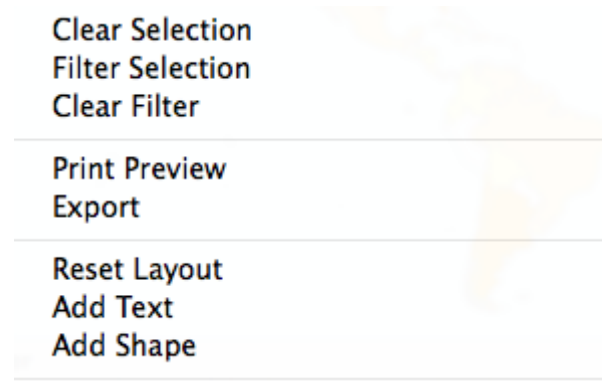 Clear Selection
Filter Selection
Clear Filter
Print Preview
Export
Reset Layout
Add Text
Add Shape